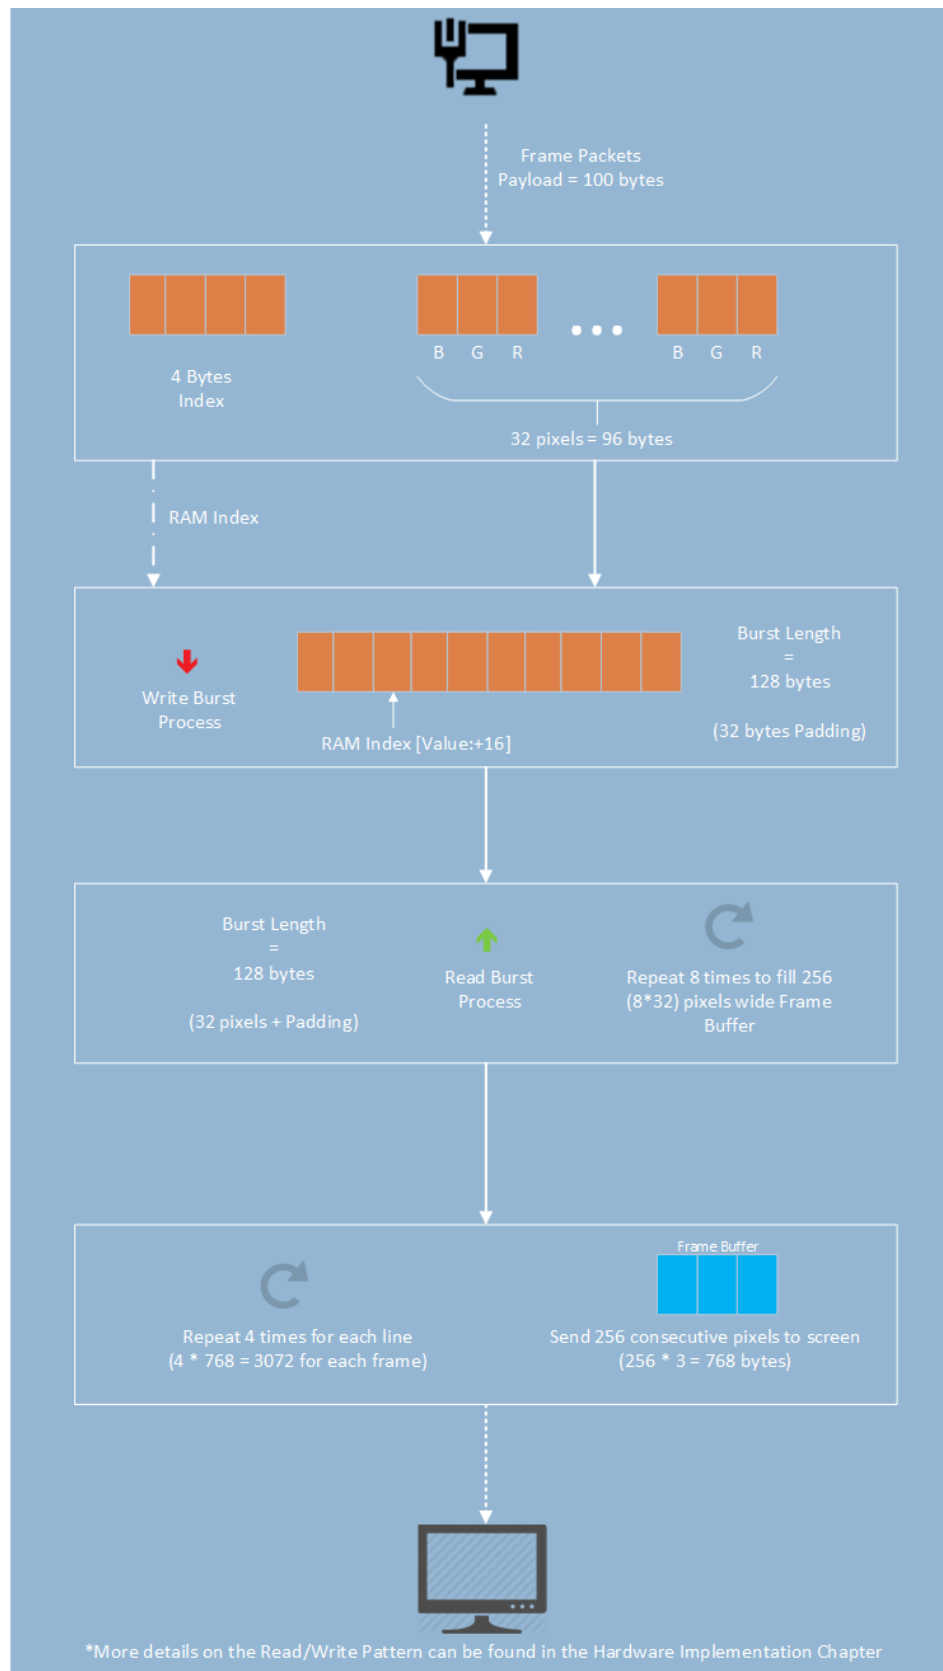 Frame Packets
Payload = 100 bytes
B G R B G R
4 Bytes
Index
32 pixels = 96 bytes
RAM Index
Write Burst
Process
RAM Index [Value:+16]
Burst Length
=
128 bytes
(32 bytes Padding)
Burst Length
=
128 bytes
(32 pixels + Padding)
Read Burst
Process
Repeat 8 times to fill 256
(8*32) pixels wide Frame
Buffer
Repeat 4 times for each line
(4 * 768 = 3072 for each frame)
Frame Buffer
Send 256 consecutive pixels to screen
(256 * 3 = 768 bytes)
*More details on the Read/Write Pattern can be found in the Hardware Implementation Chapter